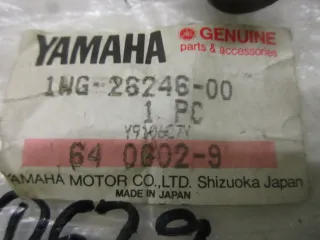 YAMAHA
GENUINE
parts & accessories
1WG-26246-00
1 PC
64 0602-9
YAMAHA MOTOR CO.,LTD. Shizuoka Japan
MADE IN JAPAN